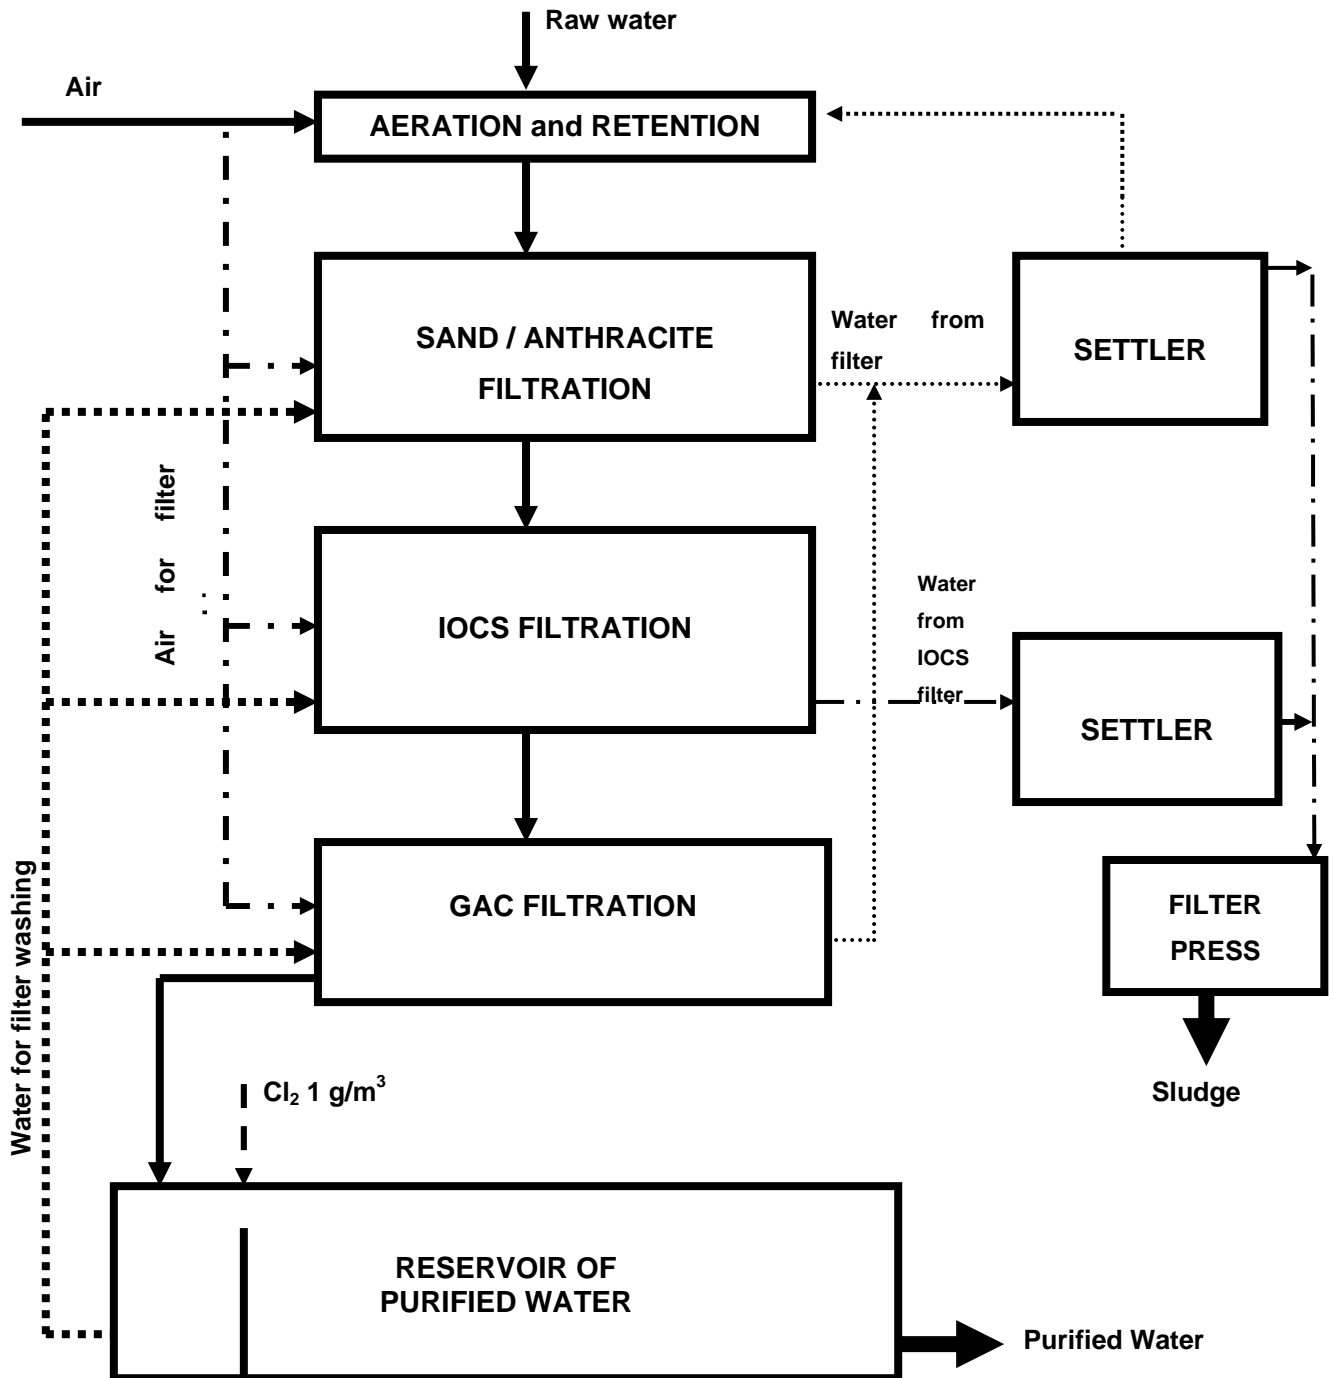 Raw water
Air
AERATION and RETENTION
SAND / ANTHRACITE
FILTRATION
Water from
filter
SETTLER
Air for filter
IOCS FILTRATION
Water
from
IOCS
filter
SETTLER
GAC FILTRATION
FILTER
PRESS
Water for filter washing
Cl₂ 1 g/m³
Sludge
RESERVOIR OF
PURIFIED WATER
Purified Water